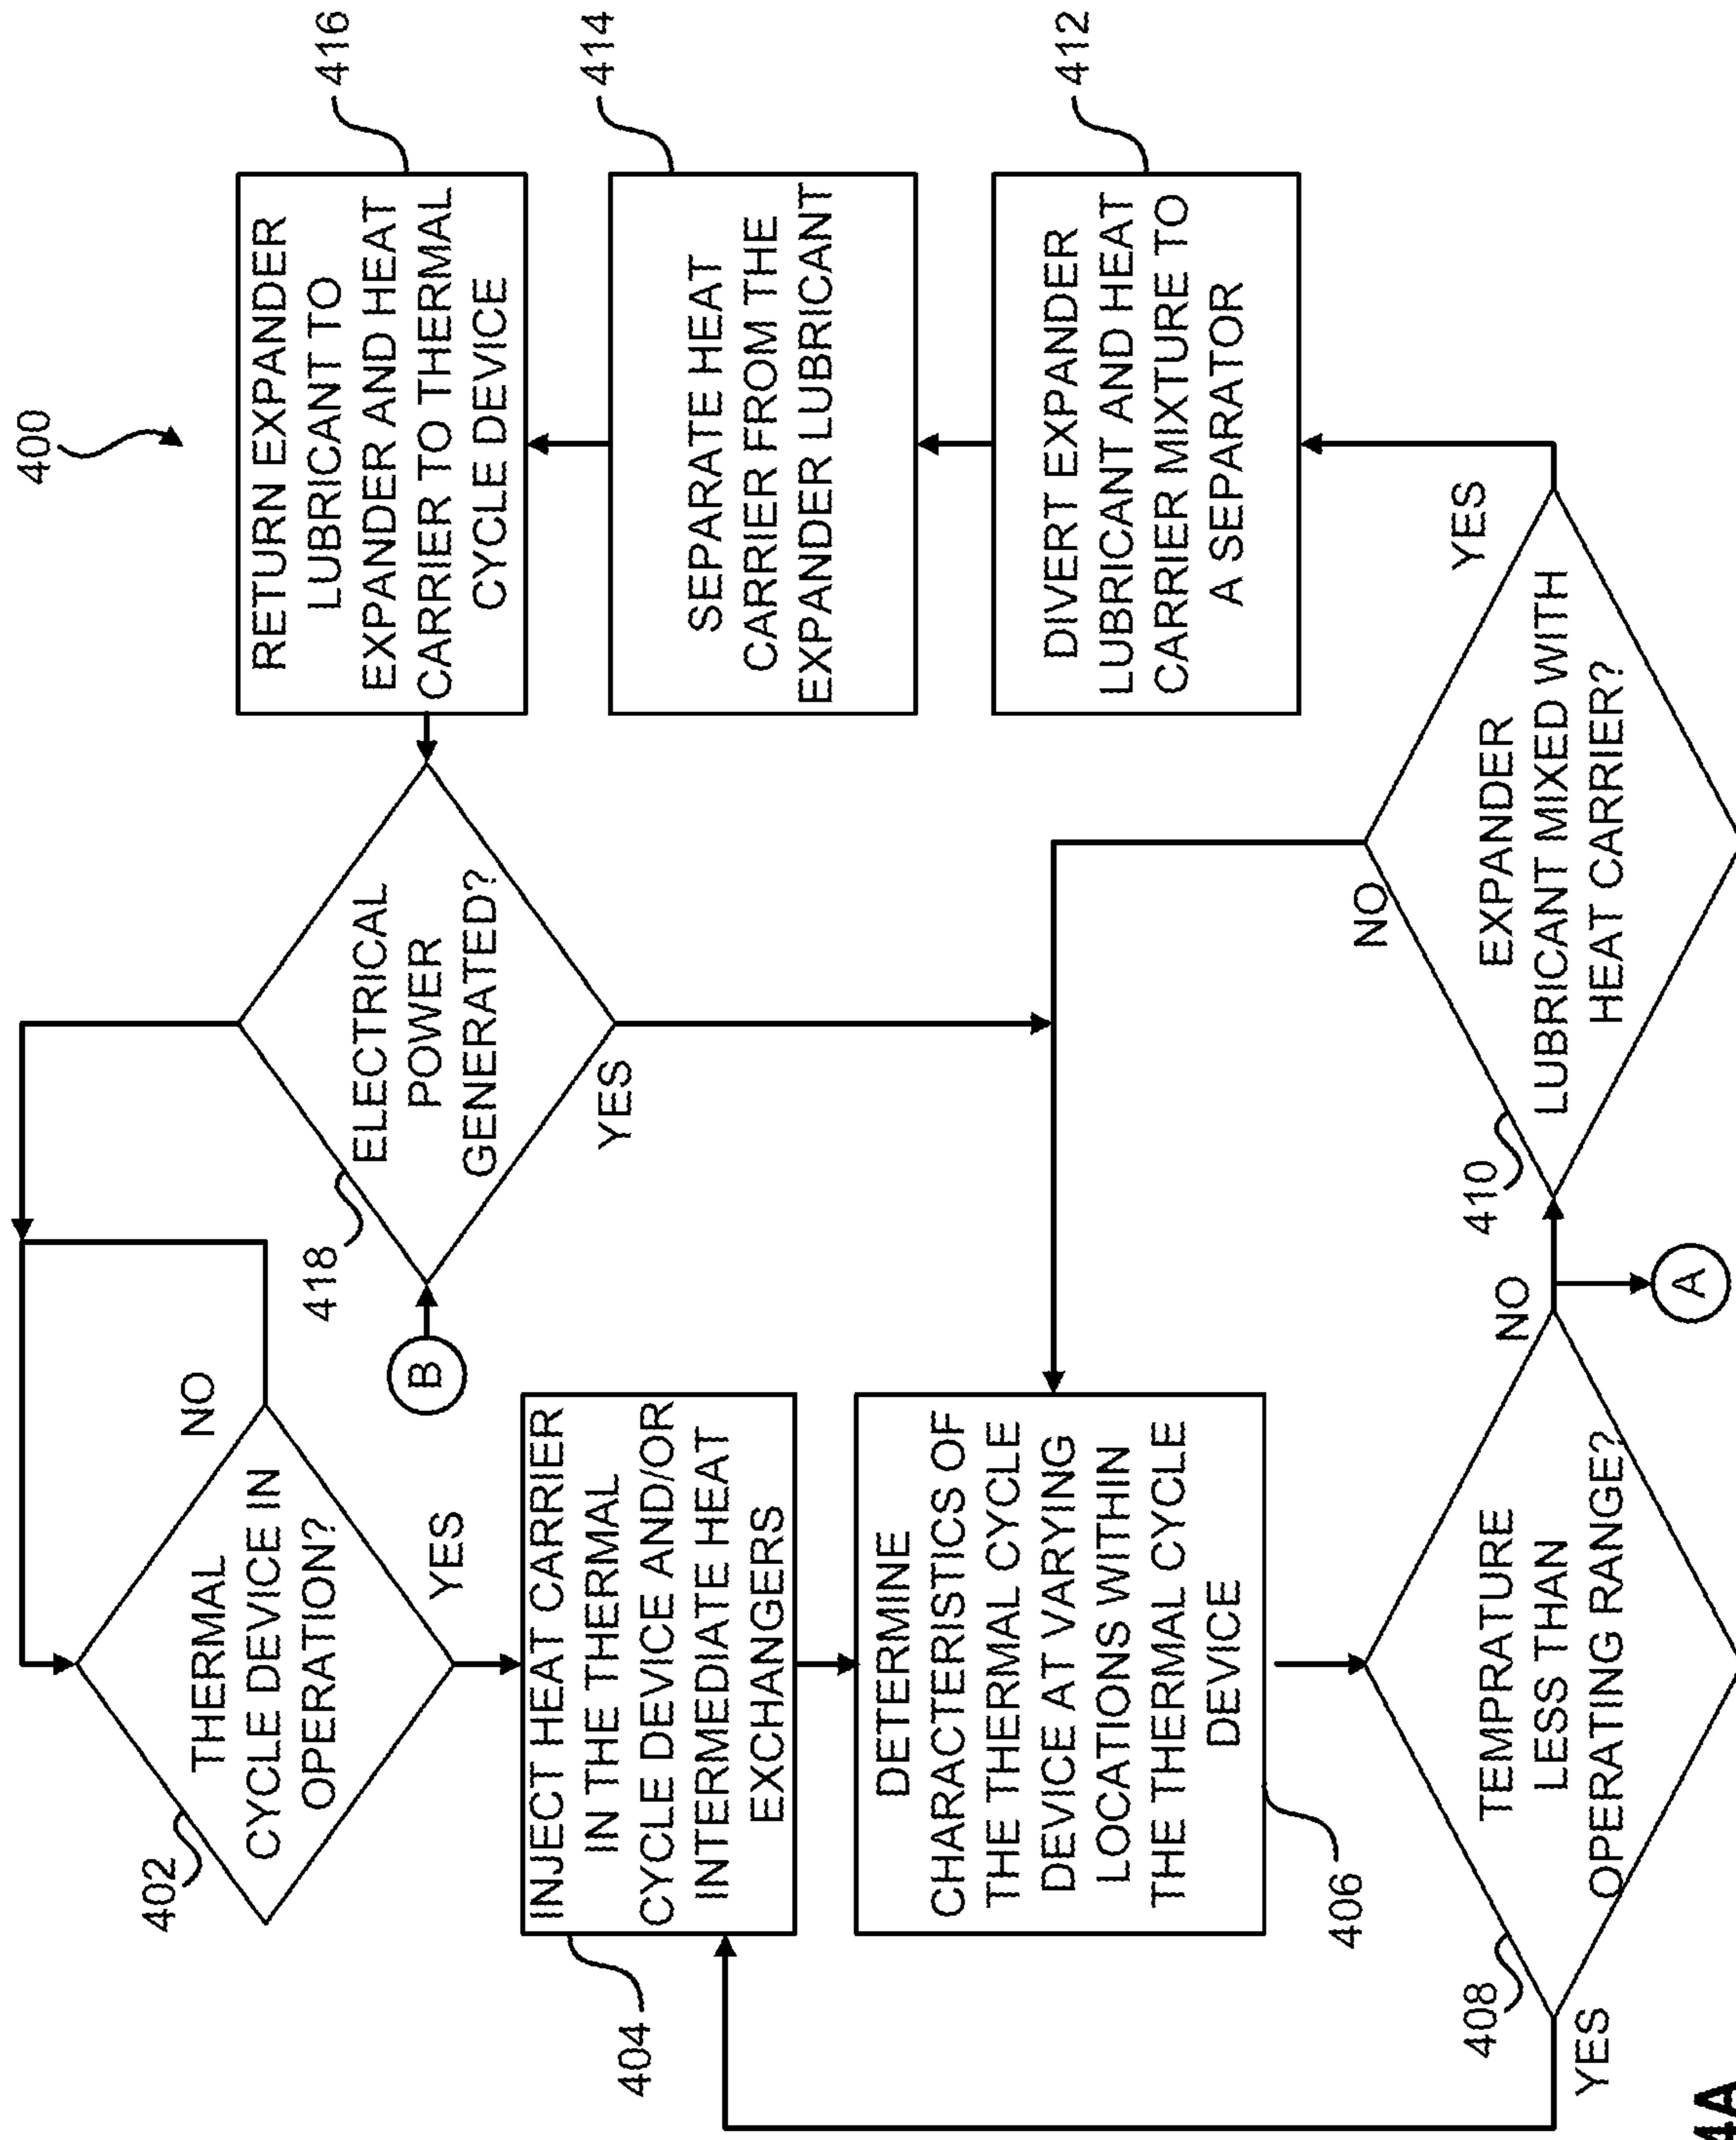 400
THERMAL
CYCLE DEVICE IN
OPERATION?
402
NO
YES
INJECT HEAT CARRIER
IN THE THERMAL
CYCLE DEVICE AND/OR
INTERMEDIATE HEAT
EXCHANGERS
404
DETERMINE
CHARACTERISTICS OF
THE THERMAL CYCLE
DEVICE AT VARYING
LOCATIONS WITHIN
THE THERMAL CYCLE
DEVICE
406
TEMPRATURE
LESS THAN
OPERATING RANGE?
408
YES
NO
A
EXPANDER
LUBRICANT MIXED WITH
HEAT CARRIER?
410
NO
YES
DIVERT EXPANDER
LUBRICANT AND HEAT
CARRIER MIXTURE TO
A SEPARATOR
412
SEPARATE HEAT
CARRIER FROM THE
EXPANDER LUBRICANT
414
RETURN EXPANDER
LUBRICANT TO
EXPANDER AND HEAT
CARRIER TO THERMAL
CYCLE DEVICE
416
ELECTRICAL
POWER
GENERATED?
418
YES
B
4A